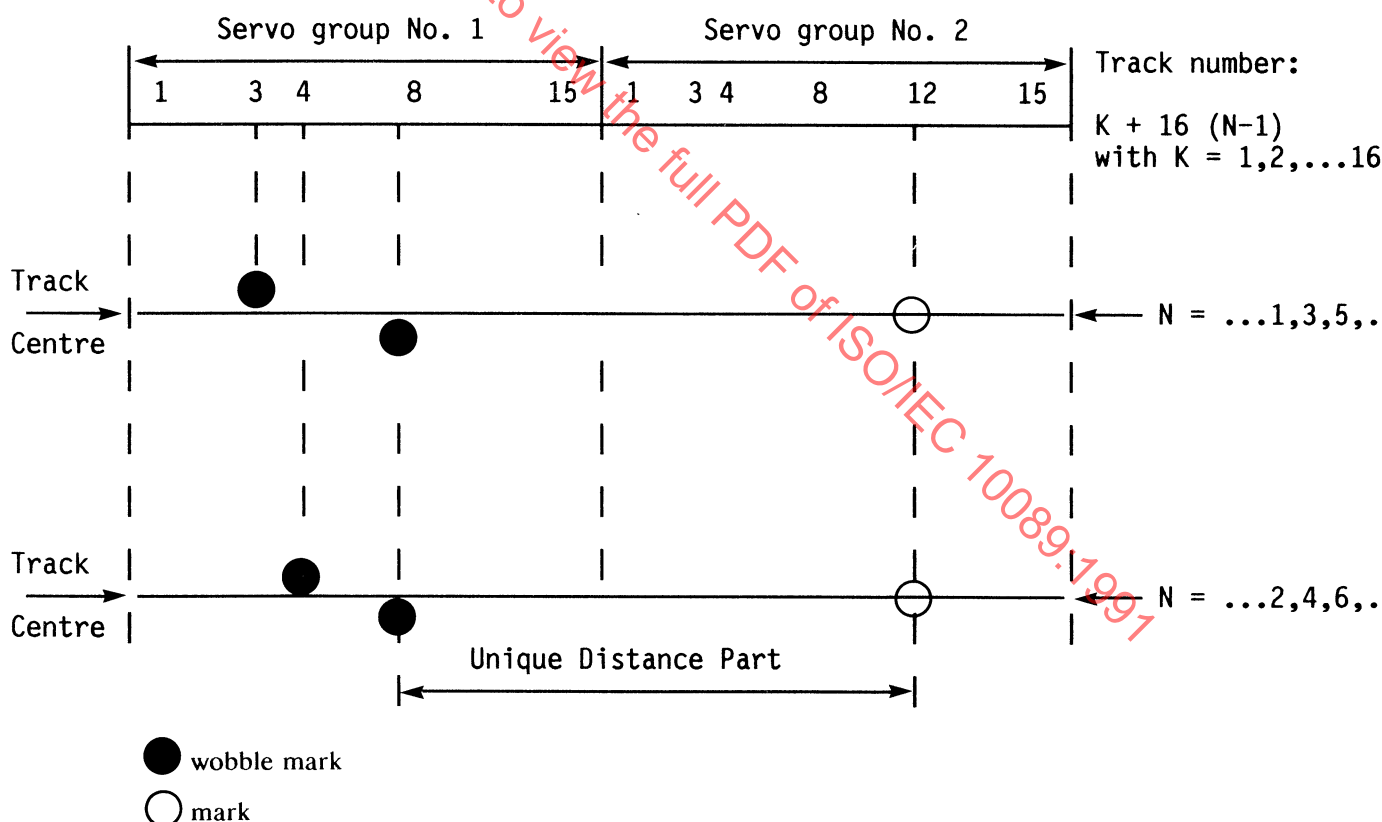 Servo group No. 1
Servo group No. 2
Track number:
1 3 4 8 15 1 3 4 8 12 15
K + 16 (N-1)
with K = 1,2,...16
Track
Centre
N = ...1,3,5,.
Track
Centre
N = ...2,4,6,.
Unique Distance Part
wobble mark
mark
to view the full PDF of ISO/IEC 10089:1991